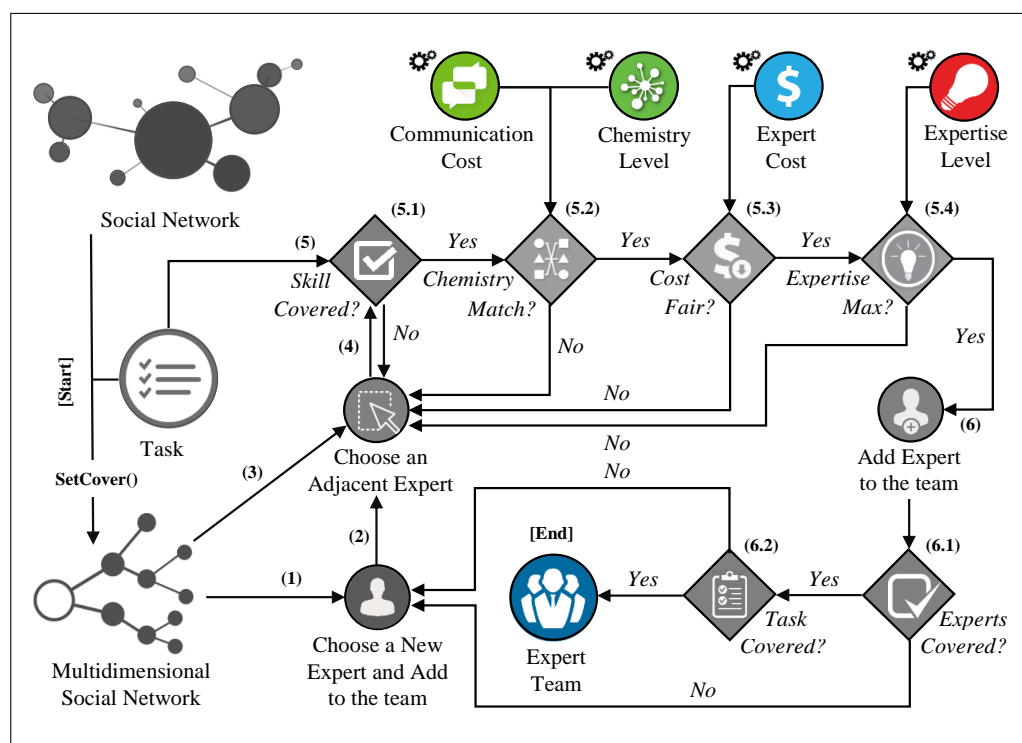 Communication
Cost
Chemistry
Level
Expert
Cost
Expertise
Level
Social Network
(5.1)
(5.2)
(5.3)
(5.4)
(5)
Yes
Yes
Yes
Skill
Covered?
Chemistry
Match?
Cost
Fair?
Expertise
Max?
Yes
(4)
No
No
No
No
[Start]
Task
(3)
Choose an
Adjacent Expert
(6)
Add Expert
to the team
SetCover()
No
(2)
[End]
(6.2)
(6.1)
(1)
Yes
Yes
Task
Covered?
Experts
Covered?
Multidimensional
Social Network
Choose a New
Expert and Add
to the team
Expert
Team
No